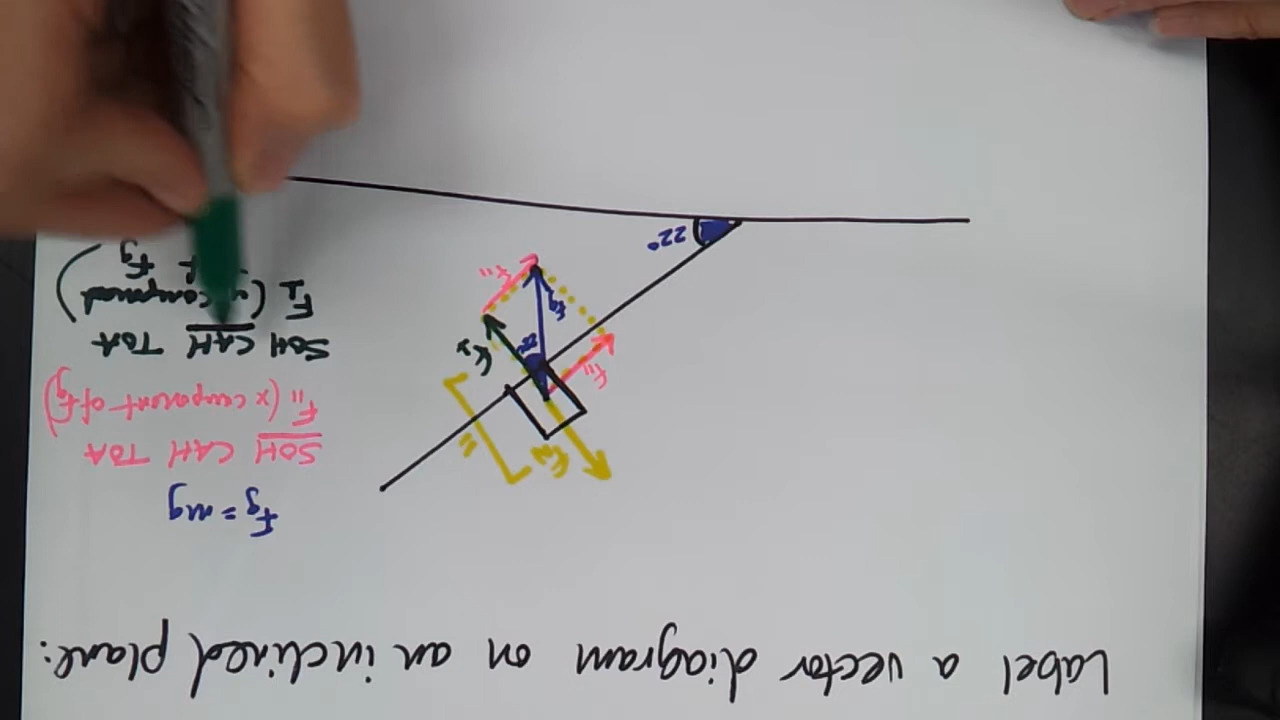 Label a vector diagram on an inclined plane:
Fg = mg
SOH CAH TOA
F∥ (x component of Fg)
SOH CAH TOA
F⊥ (y component
Fg
FN
=
F∥
F⊥
22°
Fg
F∥
22°